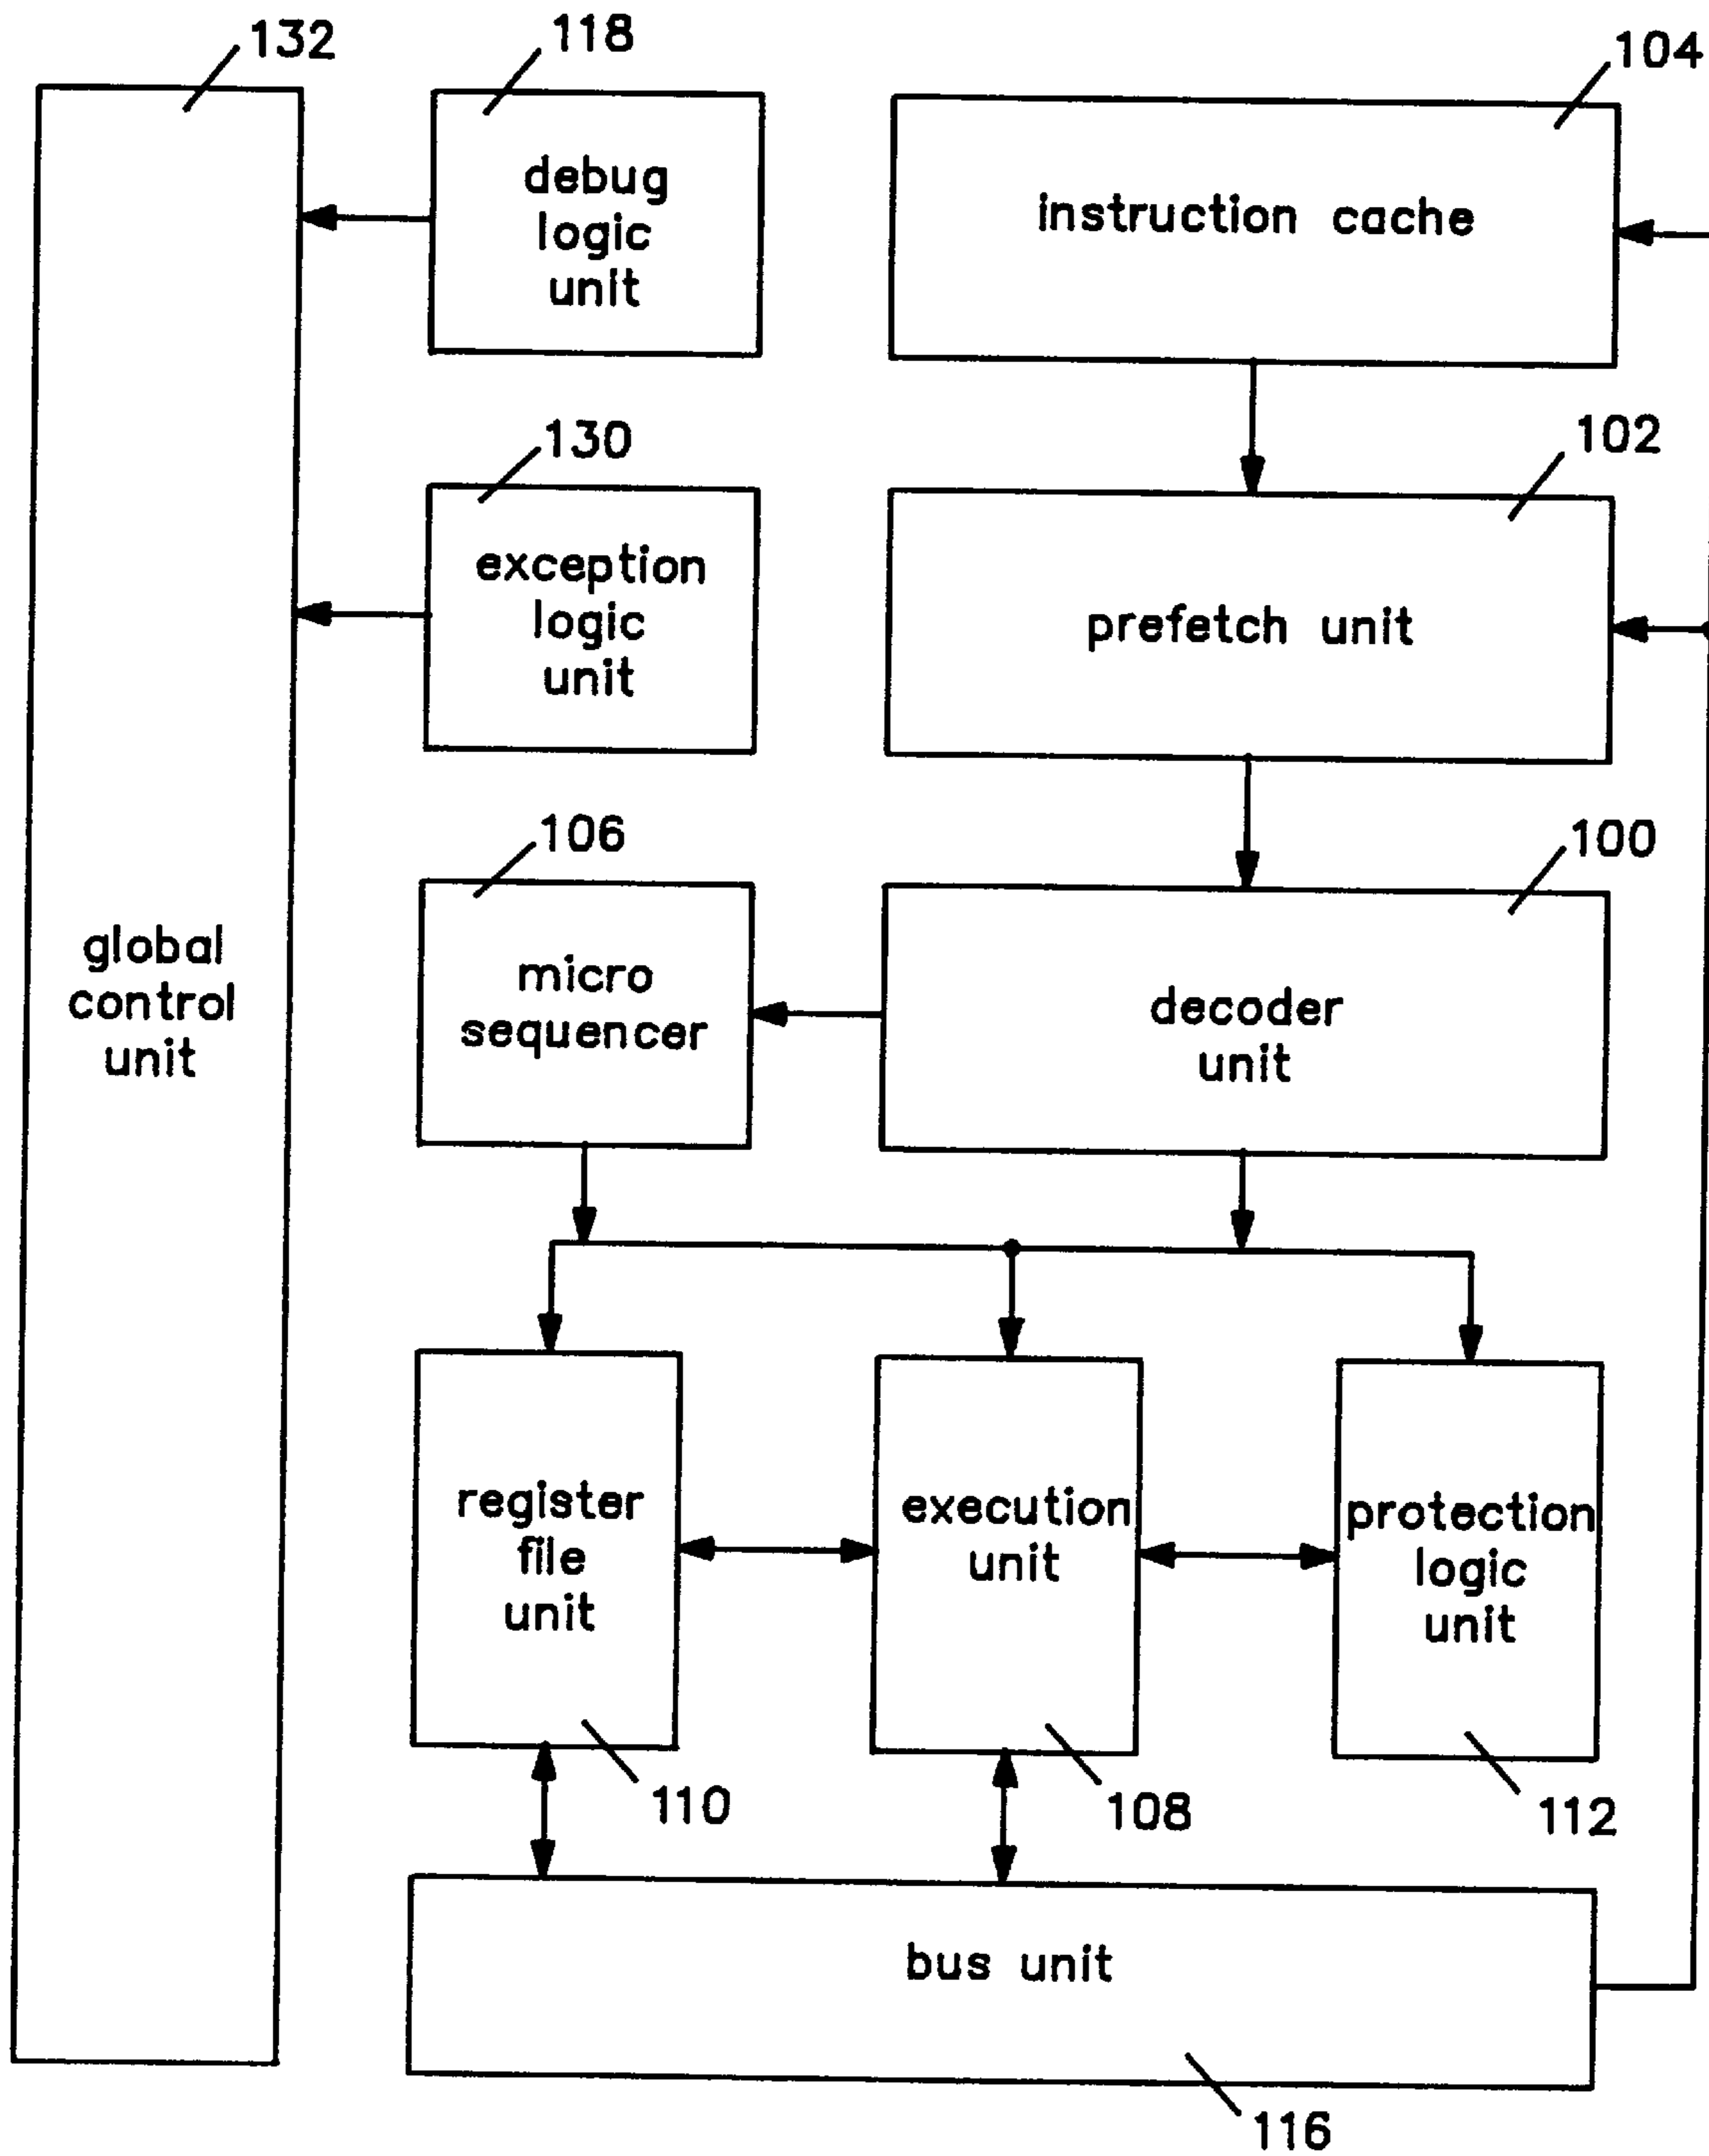 132
118
104
debug
logic
unit
instruction cache
130
102
exception
logic
unit
prefetch unit
106
100
global
control
unit
micro
sequencer
decoder
unit
register
file
unit
execution
unit
protection
logic
unit
110
108
112
bus unit
116